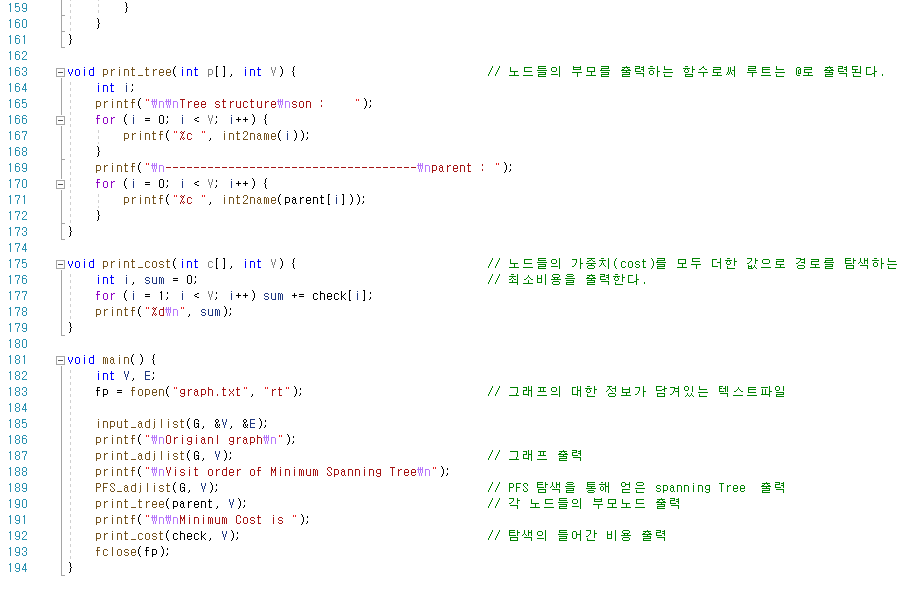 159 }
160 }
161 }
162
163 void print_tree(int p[], int V) { // 노드들의 부모를 출력하는 함수로써 루트는 @로 출력된다.
164 int i;
165 printf("₩n₩nTree structure₩nson :    ");
166 for (i = 0; i < V; i++) {
167 printf("%c ", int2name(i));
168 }
169 printf("₩n------------------------------------₩nparent : ");
170 for (i = 0; i < V; i++) {
171 printf("%c ", int2name(parent[i]));
172 }
173 }
174
175 void print_cost(int c[], int V) { // 노드들의 가중치(cost)를 모두 더한 값으로 경로를 탐색하는
176 int i, sum = 0; // 최소비용을 출력한다.
177 for (i = 1; i < V; i++) sum += check[i];
178 printf("%d₩n", sum);
179 }
180
181 void main() {
182 int V, E;
183 fp = fopen("graph.txt", "rt"); // 그래프의 대한 정보가 담겨있는 텍스트파일
184
185 input_adjlist(G, &V, &E);
186 printf("₩nOrigianl graph₩n");
187 print_adjlist(G, V); // 그래프 출력
188 printf("₩nVisit order of Minimum Spanning Tree₩n");
189 PFS_adjlist(G, V); // PFS 탐색을 통해 얻은 spanning Tree  출력
190 print_tree(parent, V); // 각 노드들의 부모노드 출력
191 printf("₩n₩nMinimum Cost is ");
192 print_cost(check, V); // 탐색의 들어간 비용 출력
193 fclose(fp);
194 }